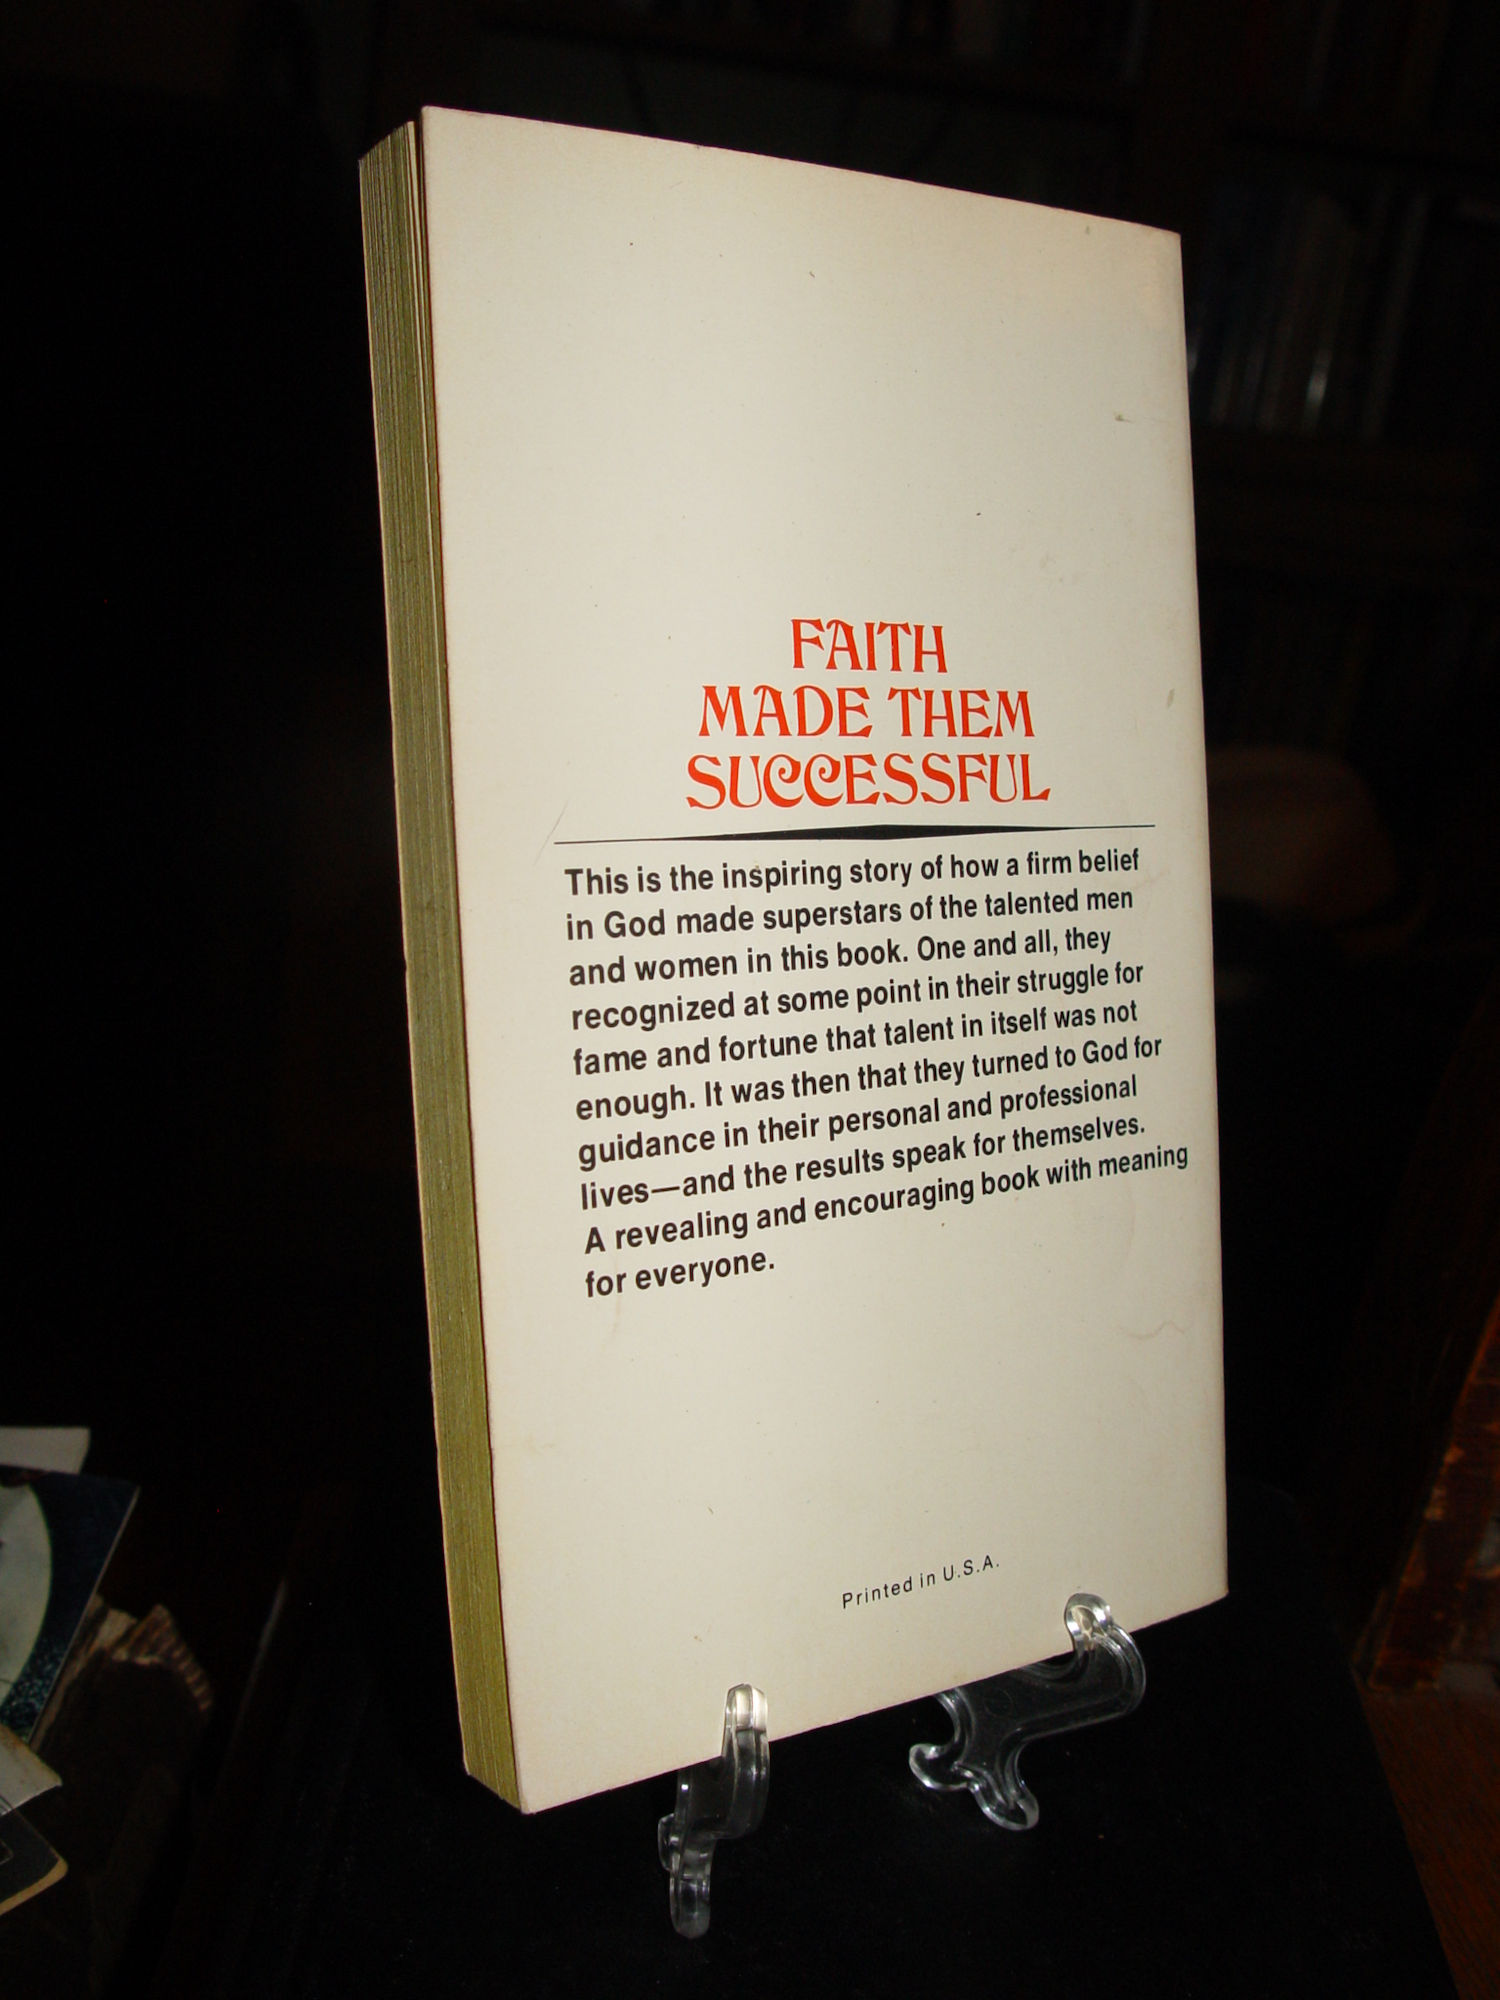 FAITH
MADE THEM
SUCCESSFUL
This is the inspiring story of how a firm belief
in God made superstars of the talented men
and women in this book. One and all, they
recognized at some point in their struggle for
fame and fortune that talent in itself was not
enough. It was then that they turned to God for
guidance in their personal and professional
lives—and the results speak for themselves.
A revealing and encouraging book with meaning
for everyone.
Printed in U.S.A.